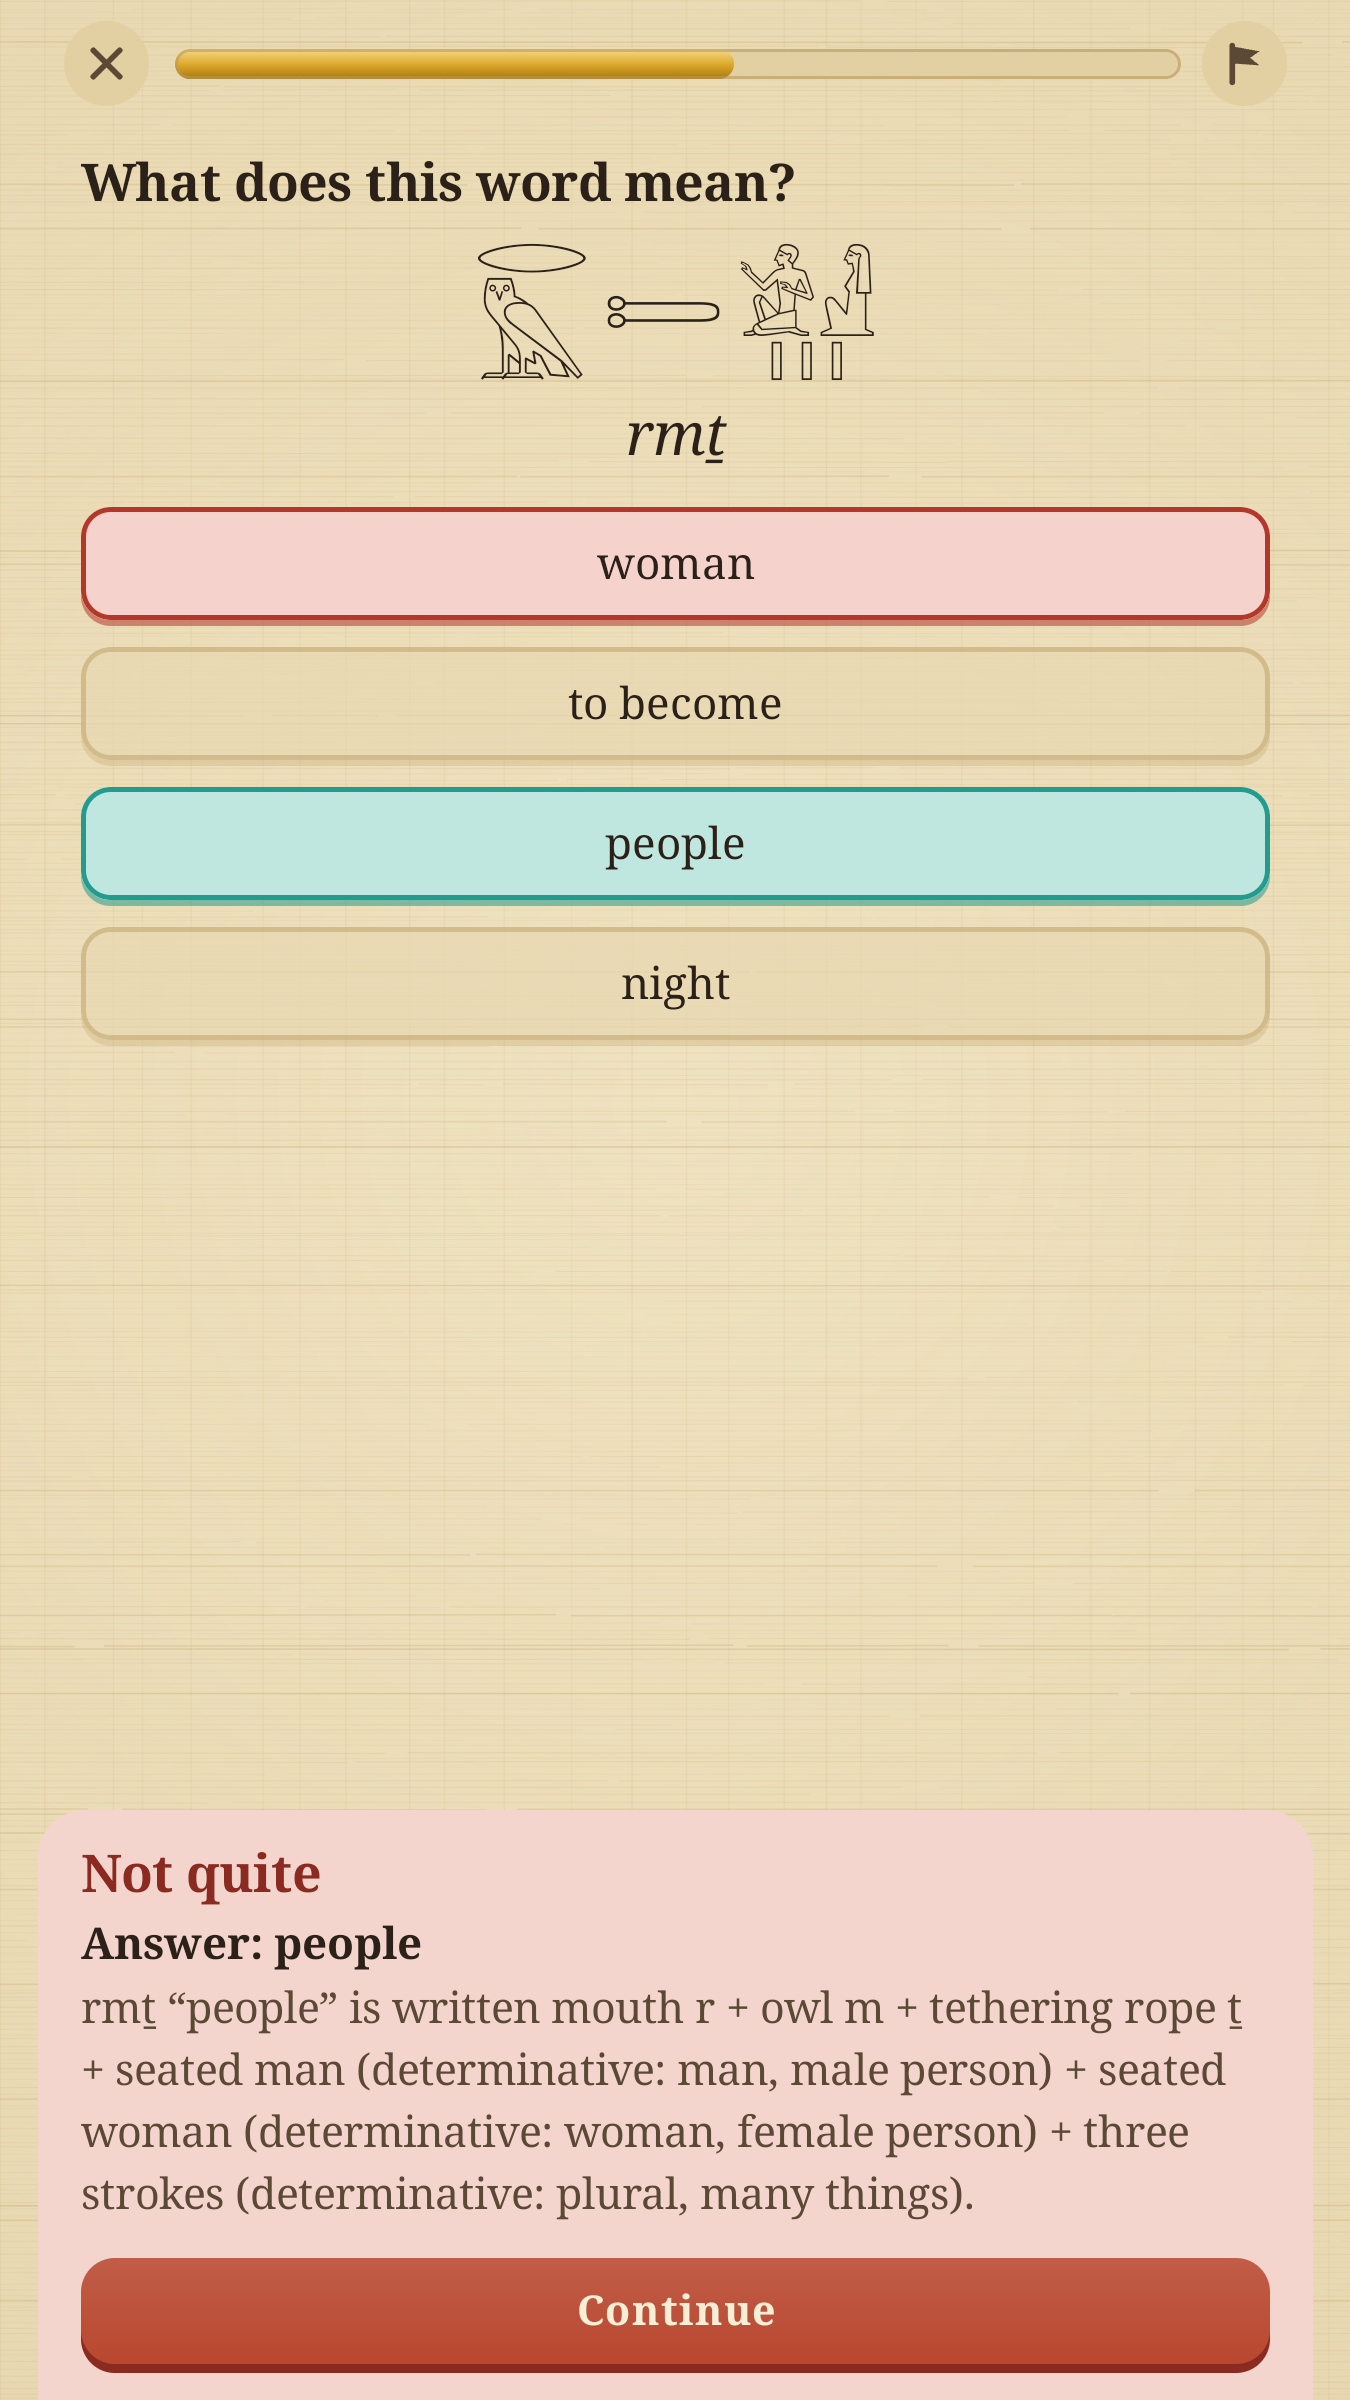 What does this word mean?
𓂋𓅓𓍿𓀀𓁐𓏥
rmṯ
woman
to become
people
night
Not quite
Answer: people
rmṯ “people” is written mouth r + owl m + tethering rope ṯ
+ seated man (determinative: man, male person) + seated
woman (determinative: woman, female person) + three
strokes (determinative: plural, many things).
Continue